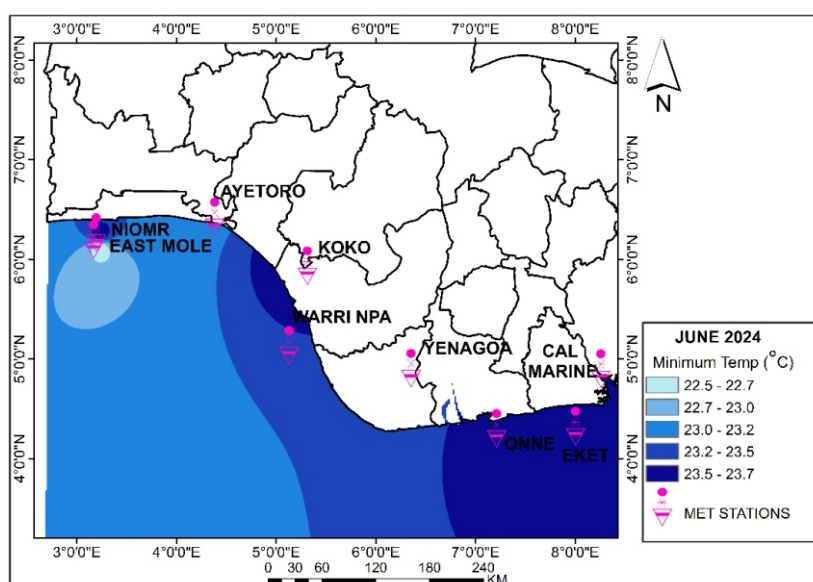 3°0'0"E 4°0'0"E 5°0'0"E 6°0'0"E 7°0'0"E 8°0'0"E
8°0'0"N 8°0'0"N
7°0'0"N 7°0'0"N
6°0'0"N 6°0'0"N
5°0'0"N 5°0'0"N
4°0'0"N 4°0'0"N
N
AYETORO
NIOMR
EAST MOLE
KOKO
WARRI NPA
YENAGOA
CAL
MARINE
ONNE
EKET
JUNE 2024
Minimum Temp (°C)
22.5 - 22.7
22.7 - 23.0
23.0 - 23.2
23.2 - 23.5
23.5 - 23.7
MET STATIONS
3°0'0"E 4°0'0"E 5°0'0"E 6°0'0"E 7°0'0"E 8°0'0"E
0 30 60 120 180 240
KM